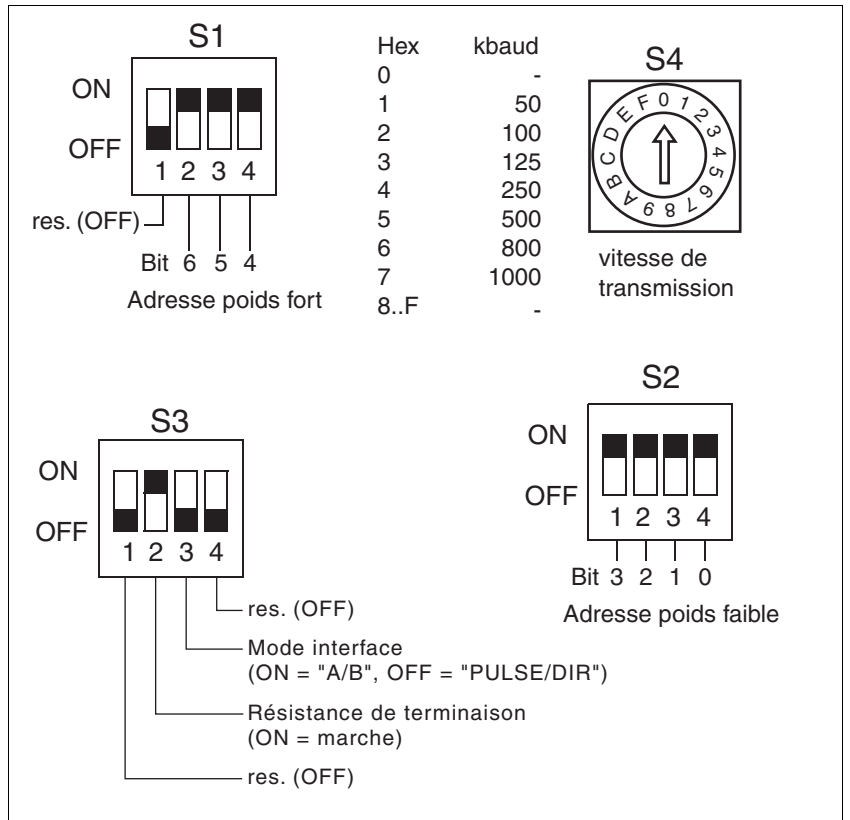 S1
ON
OFF
1 2 3 4
res. (OFF)
Bit 6 5 4
Adresse poids fort
Hex kbaud
0 -
1 50
2 100
3 125
4 250
5 500
6 800
7 1000
8..F -
S4
0 1 2 3 4 5 6 7 8 9 A B C D E F
vitesse de
transmission
S3
ON
OFF
1 2 3 4
res. (OFF)
Mode interface
(ON = "A/B", OFF = "PULSE/DIR")
Résistance de terminaison
(ON = marche)
res. (OFF)
S2
ON
OFF
1 2 3 4
Bit 3 2 1 0
Adresse poids faible